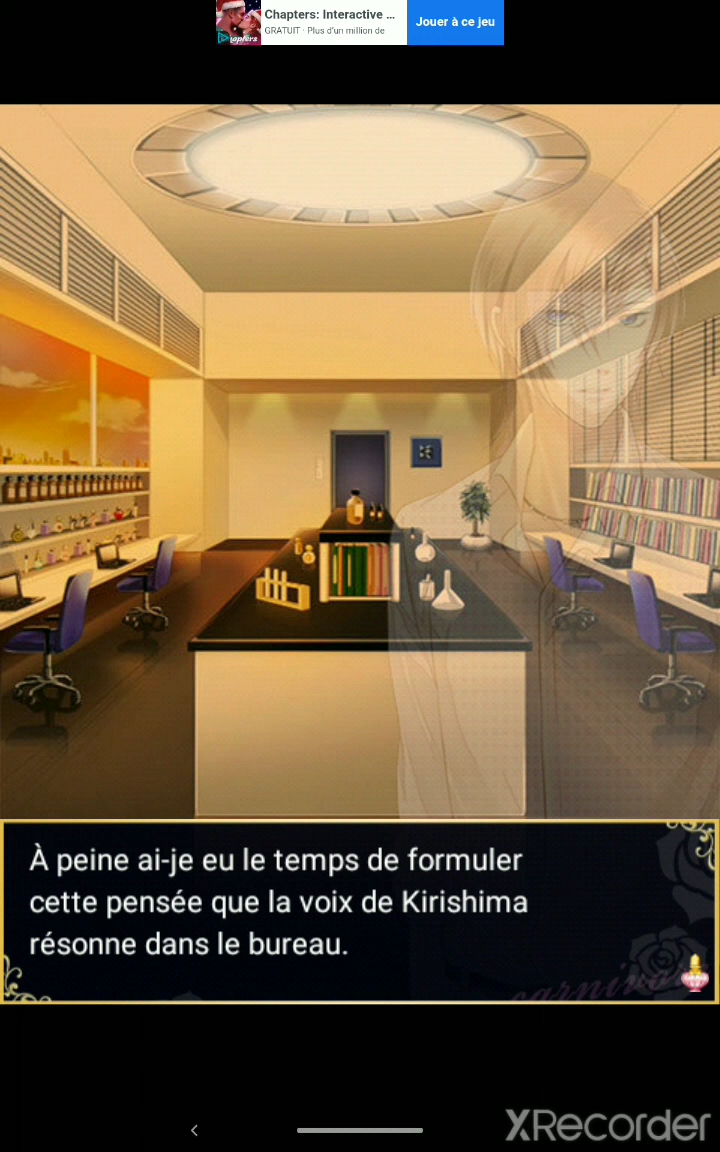 Chapters: Interactive ...
GRATUIT · Plus d'un million de
Jouer à ce jeu
À peine ai-je eu le temps de formuler
cette pensée que la voix de Kirishima
résonne dans le bureau.
XRecorder